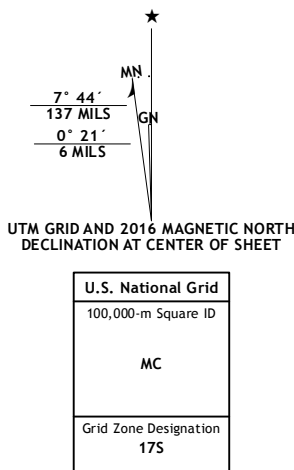 ★
MN
7° 44´
137 MILS
GN
0° 21´
6 MILS
UTM GRID AND 2016 MAGNETIC NORTH
DECLINATION AT CENTER OF SHEET
U.S. National Grid
100,000-m Square ID
MC
Grid Zone Designation
17S